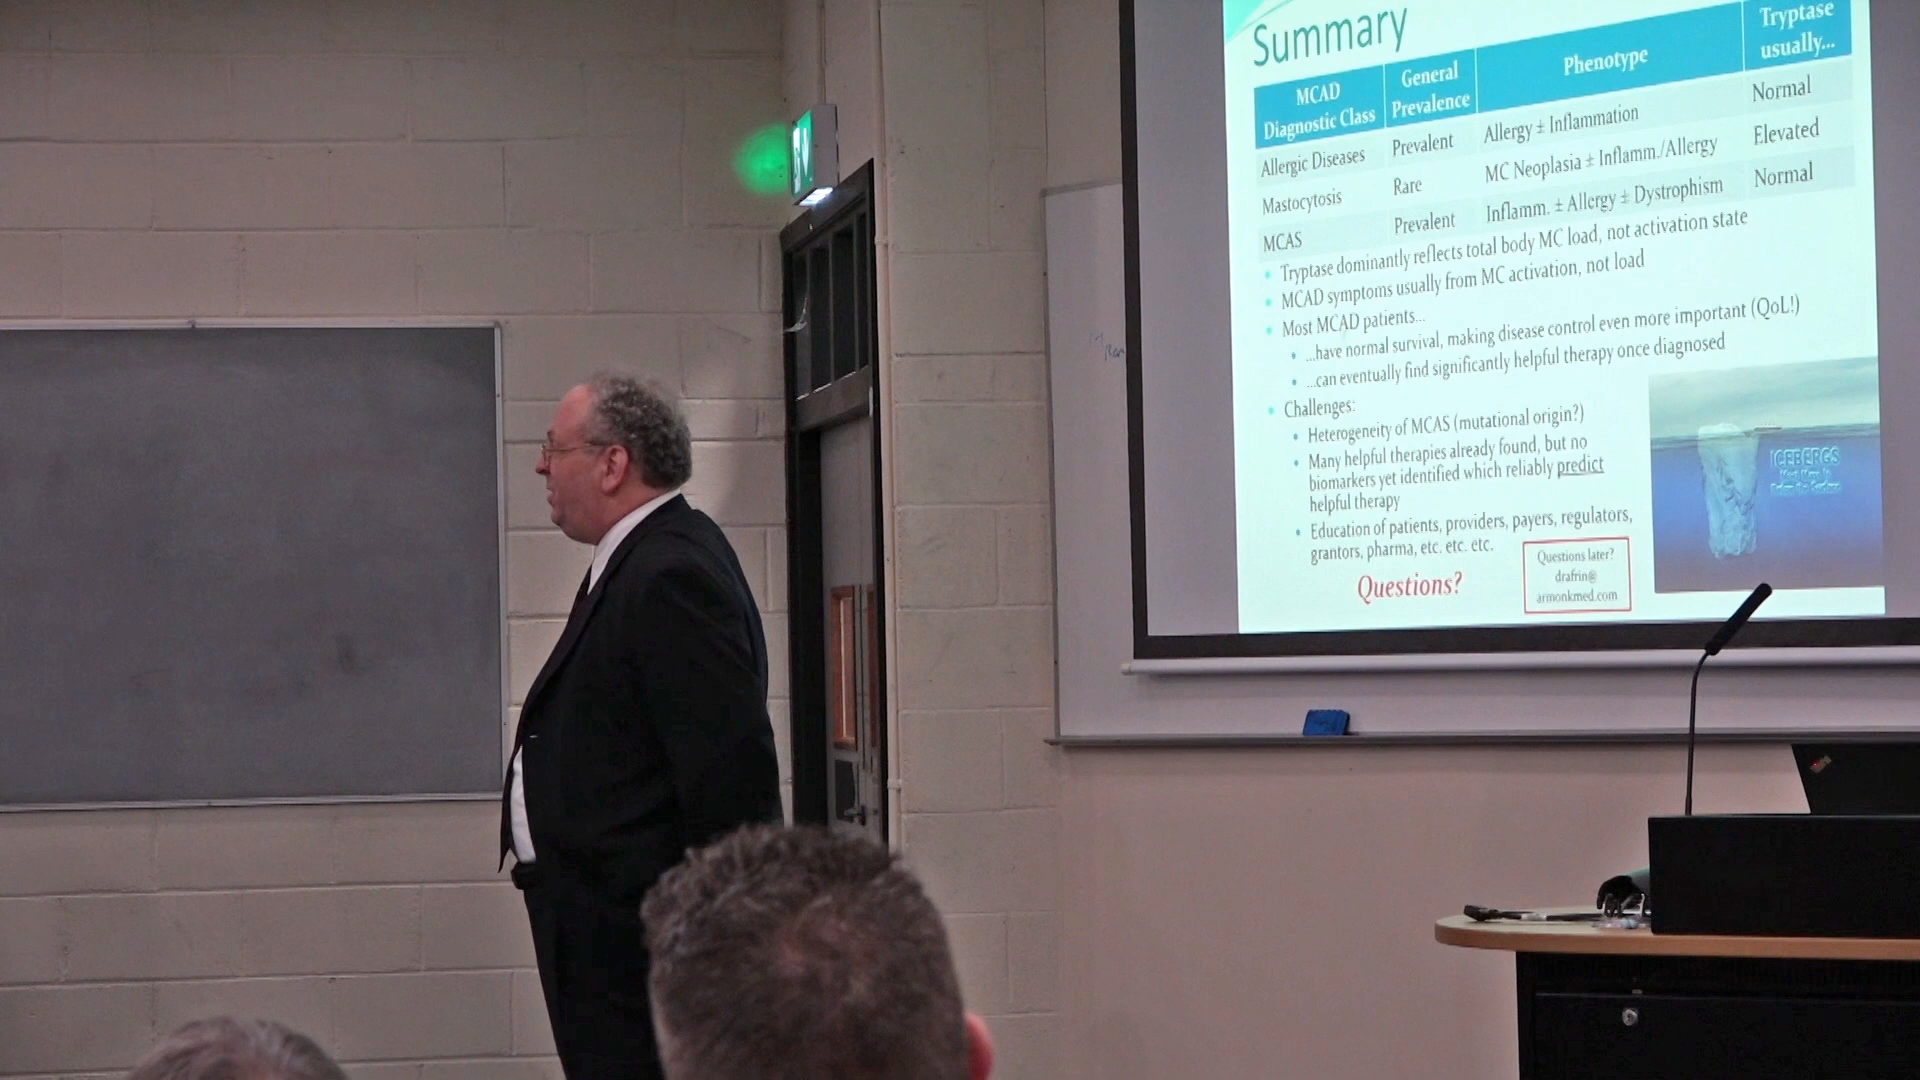 Summary
MCAD Diagnostic Class
General Prevalence
Phenotype
Tryptase usually...
Allergic Diseases Prevalent Allergy ± Inflammation Normal
Mastocytosis Rare MC Neoplasia ± Inflamm./Allergy Elevated
MCAS Prevalent Inflamm. ± Allergy ± Dystrophism Normal
• Tryptase dominantly reflects total body MC load, not activation state
• MCAD symptoms usually from MC activation, not load
• Most MCAD patients...
• ...have normal survival, making disease control even more important (QoL!)
• ...can eventually find significantly helpful therapy once diagnosed
• Challenges:
• Heterogeneity of MCAS (mutational origin?)
• Many helpful therapies already found, but no
biomarkers yet identified which reliably predict
helpful therapy
• Education of patients, providers, payers, regulators,
grantors, pharma, etc. etc. etc.
Questions?
Questions later?
drafrin@
armonkmed.com
ICEBERGS